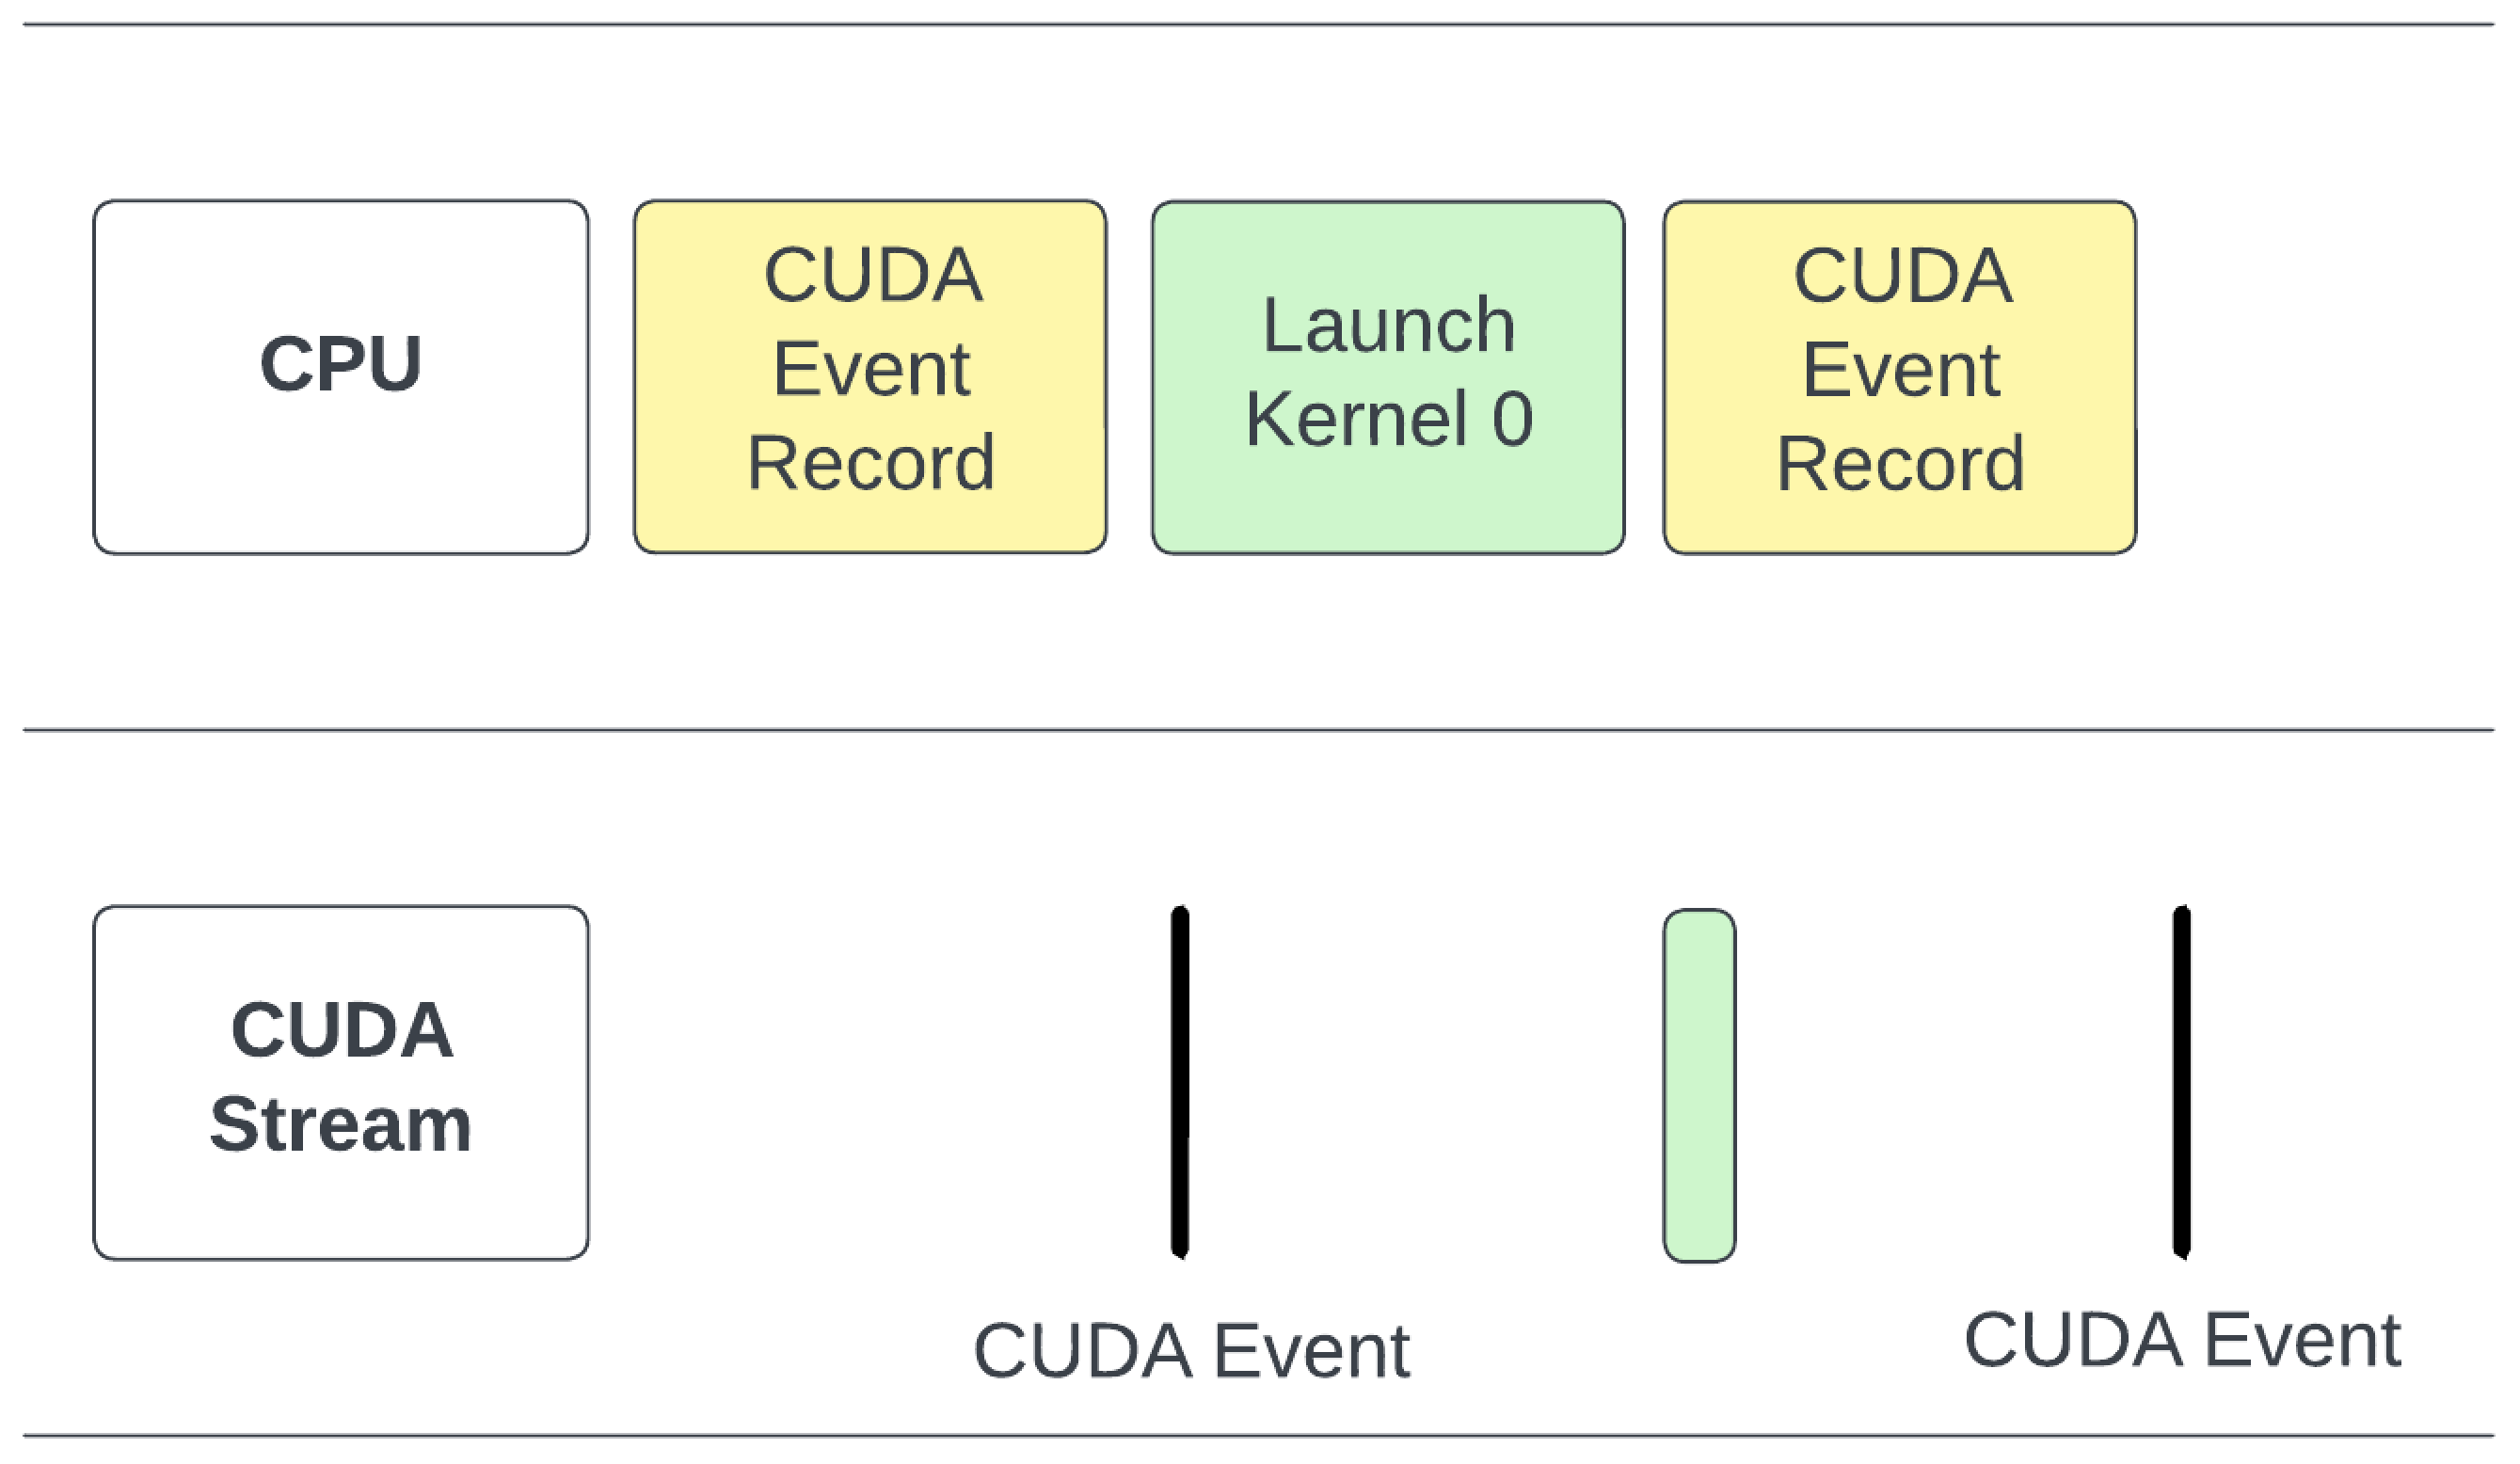 CPU
CUDA
Event
Record
Launch
Kernel 0
CUDA
Event
Record
CUDA
Stream
CUDA Event
CUDA Event